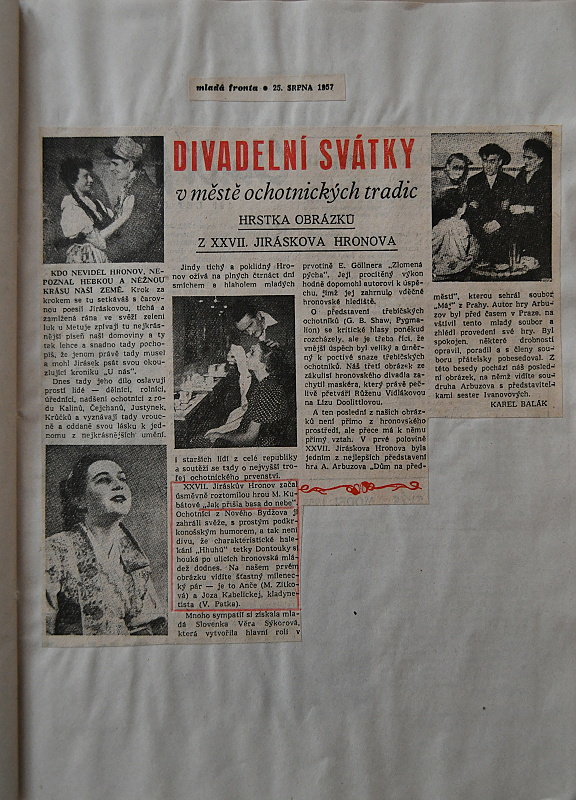 mladá fronta ● 25. SRPNA 1957
DIVADELNÍ SVÁTKY
v městě ochotnických tradic
HRSTKA OBRÁZKŮ
Z XXVII. JIRÁSKOVA HRONOVA
KDO NEVIDĚL HRONOV, NE-
POZNAL HEBKOU A NĚŽNOU
KRÁSU NAŠÍ ZEMĚ. Krok za
krokem se tu setkáváš s čarov-
nou poesií Jiráskovou, tichá a
zamlžená rána ve svěží zeleni
luk u Metuje zpívají tu nejkrás-
nější píseň naší domoviny a ty
tak lehce a snadno tady pocho-
píš, že jenom právě tady musel
a mohl Jirásek psát svou oko-
uzlující kroniku „U nás".
Dnes tady jeho dílo oslavují
prostí lidé — dělníci, rolníci,
úředníci, nadšení ochotníci z ro-
du Kalinů, Čejchanů, Justynek,
Krůčků a vyznávají tady vrouc-
ně a oddaně svou lásku k jed-
nomu z nejkrásnějších umění.
Jindy tichý a poklidný Hro-
nov ožívá na plných čtrnáct dní
smíchem a hlaholem mladých
i starších lidí z celé republiky
a soutěží se tady o nejvyšší tro-
fej ochotnického prvenství.
XXVII. Jiráskův Hronov začal
úsměvně roztomilou hrou M. Ku-
bátové „Jak přišla basa do nebe".
Ochotníci z Nového Bydžova ji
zahráli svěže, s prostým podkr-
konošským humorem, a tak není
divu, že charakteristické hale-
kání „Hhuhů" tetky Dontouky si
houká po ulicích hronovská mlá-
dež dodnes. Na našem prvém
obrázku vidíte šťastný milenec-
ký pár — je to Anče (M. Zilko-
vá) a Joza Kabelickej, kladyne-
tista (V. Patka).
Mnoho sympatií si získala mla-
dá Slovenka Věra Sýkorová,
která vytvořila hlavní roli v
prvotině E. Göllnera „Zlomená
pýcha". Její procítěný výkon
hodně dopomohl autorovi k úspě-
chu, jímž jej zahrnulo vděčné
hronovské hlediště.
O představení třebíčských
ochotníků (G. B. Shaw, Pygma-
lion) se kritické hlasy poněkud
rozcházely, ale je třeba říci, že
vnější úspěch byl veliký a úměr-
ný k poctivé snaze třebíčských
ochotníků. Náš třetí obrázek ze
zákulisí hronovského divadla za-
chytil maskéra, který právě peč-
livě přetváří Růženu Vidlákovou
na Lízu Doolittlovou.
A ten poslední z našich obráz-
ků není přímo z hronovského
prostředí, ale přece má k němu
přímý vztah. V prvé polovině
XXVII. Jiráskova Hronova byla
jedním z nejlepších představení
hra A. Arbuzova „Dům na před-
městí", kterou sehrál soubor
„Máj" z Prahy. Autor hry Arbu-
zov byl před časem v Praze, na-
vštívil tento mladý soubor a
zhlédl provedení své hry. Byl
spokojen, některé drobnosti
opravil, poradil a s členy sou-
boru přátelsky pobesedoval. Z
této besedy pochází náš posled-
ní obrázek, na němž vidíte sou-
druha Arbuzova s představitel-
kami sester Ivanovových.
KAREL BALÁK